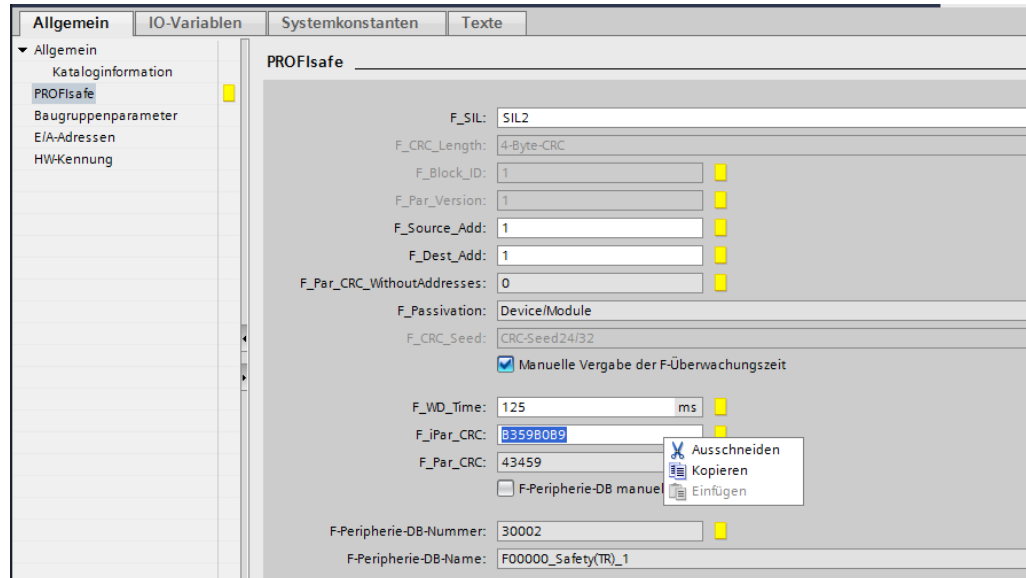 Allgemein IO-Variablen Systemkonstanten Texte
Allgemein
Kataloginformation
PROFIsafe
Baugruppenparameter
E/A-Adressen
HW-Kennung
PROFIsafe
F_SIL: SIL2
F_CRC_Length: 4-Byte-CRC
F_Block_ID: 1
F_Par_Version: 1
F_Source_Add: 1
F_Dest_Add: 1
F_Par_CRC_WithoutAddresses: 0
F_Passivation: Device/Module
F_CRC_Seed: CRC-Seed24/32
Manuelle Vergabe der F-Überwachungszeit
F_WD_Time: 125 ms
F_iPar_CRC: B359B0B9
F_Par_CRC: 43459
F-Peripherie-DB manuel
Ausschneiden
Kopieren
Einfügen
F-Peripherie-DB-Nummer: 30002
F-Peripherie-DB-Name: F00000_Safety(TR)_1